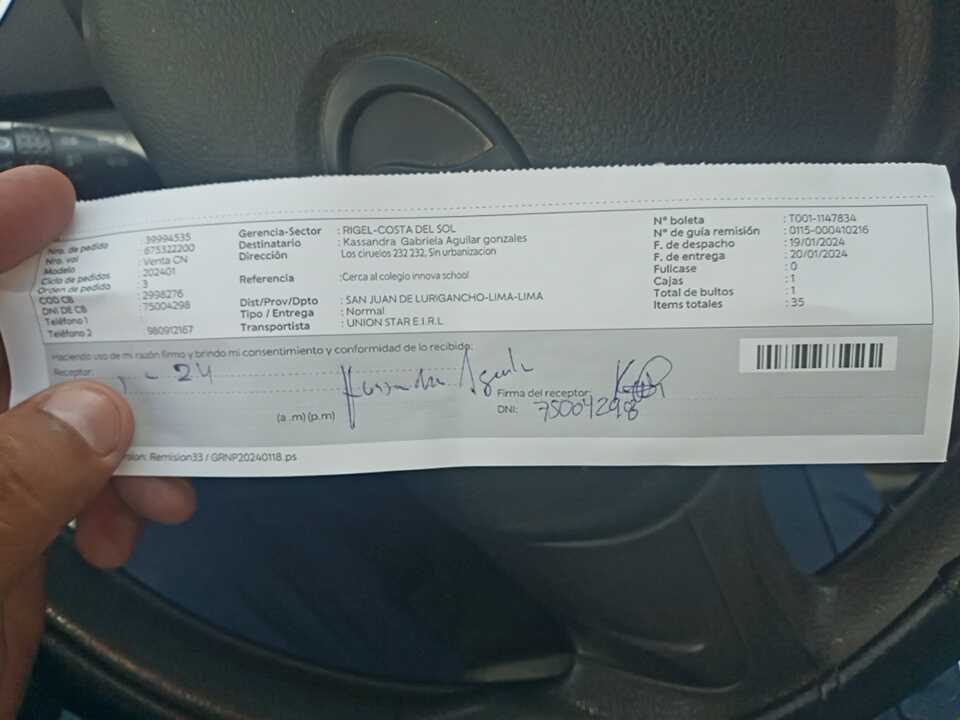 Nro. de pedido : 39994535
Nro. val : 675322200
Modelo : Venta CN
Ciclo de pedidos : 202401
Orden de pedido : 3
COD CB : 2998276
DNI DE CB : 75004298
Teléfono 1
Teléfono 2 : 980912167
Gerencia-Sector : RIGEL-COSTA DEL SOL
Destinatario : Kassandra Gabriela Aguilar gonzales
Dirección : Los ciruelos 232 232, Sin urbanizacion
Referencia : Cerca al colegio innova school
Dist/Prov/Dpto : SAN JUAN DE LURIGANCHO-LIMA-LIMA
Tipo / Entrega : Normal
Transportista : UNION STAR E.I.R.L
N° boleta : T001-1147834
N° de guía remisión : 0115-000410216
F. de despacho : 19/01/2024
F. de entrega : 20/01/2024
Fullcase : 0
Cajas : 1
Total de bultos : 1
Items totales : 35
Haciendo uso de mi razón firmo y brindo mi consentimiento y conformidad de lo recibido:
Receptor:
- 24
Kassandra Aguila
(a .m) (p.m)
Firma del receptor:
DNI: 75004298
sion: Remision33 / GRNP20240118.ps